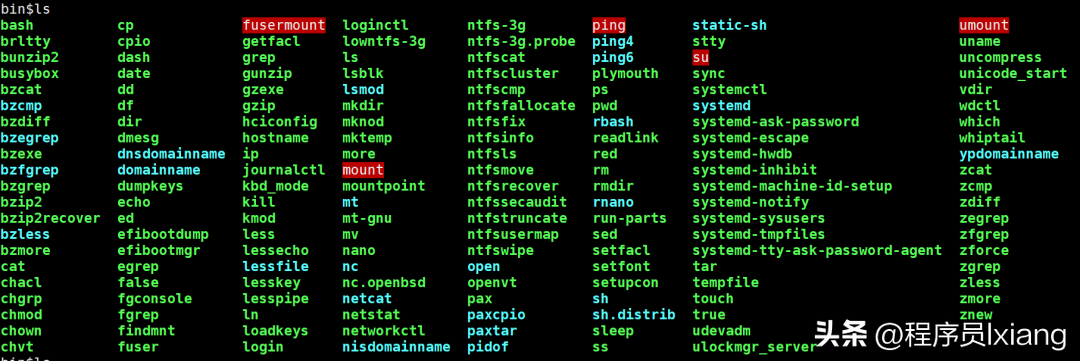 bin$ls
bash cp fusermount loginctl ntfs-3g ping static-sh umount
brltty cpio getfacl lowntfs-3g ntfs-3g.probe ping4 stty uname
bunzip2 dash grep ls ntfscat ping6 su uncompress
busybox date gunzip lsblk ntfscluster plymouth sync unicode_start
bzcat dd gzexe lsmod ntfscmp ps systemctl vdir
bzcmp df gzip mkdir ntfsfallocate pwd systemd wdctl
bzdiff dir hciconfig mknod ntfsfix rbash systemd-ask-password which
bzegrep dmesg hostname mktemp ntfsinfo readlink systemd-escape whiptail
bzexe dnsdomainname ip more ntfsls red systemd-hwdb ypdomainname
bzfgrep domainname journalctl mount ntfsmove rm systemd-inhibit zcat
bzgrep dumpkeys kbd_mode mountpoint ntfsrecover rmdir systemd-machine-id-setup zcmp
bzip2 echo kill mt ntfssecaudit rnano systemd-notify zdiff
bzip2recover ed kmod mt-gnu ntfstruncate run-parts systemd-sysusers zegrep
bzless efibootdump less mv ntfsusermap sed systemd-tmpfiles zfgrep
bzmore efibootmgr lessecho nano ntfswipe setfacl systemd-tty-ask-password-agent zforce
cat egrep lessfile nc open setfont tar zgrep
chacl false lesskey nc.openbsd openvt setupcon tempfile zless
chgrp fgconsole lesspipe netcat pax sh touch zmore
chmod fgrep ln netstat paxcpio sh.distrib true znew
chown findmnt loadkeys networkctl paxtar sleep udevadm
chvt fuser login nisdomainname pidof ss ulockmgr_server
头条 @程序员lxiang
bin$ls